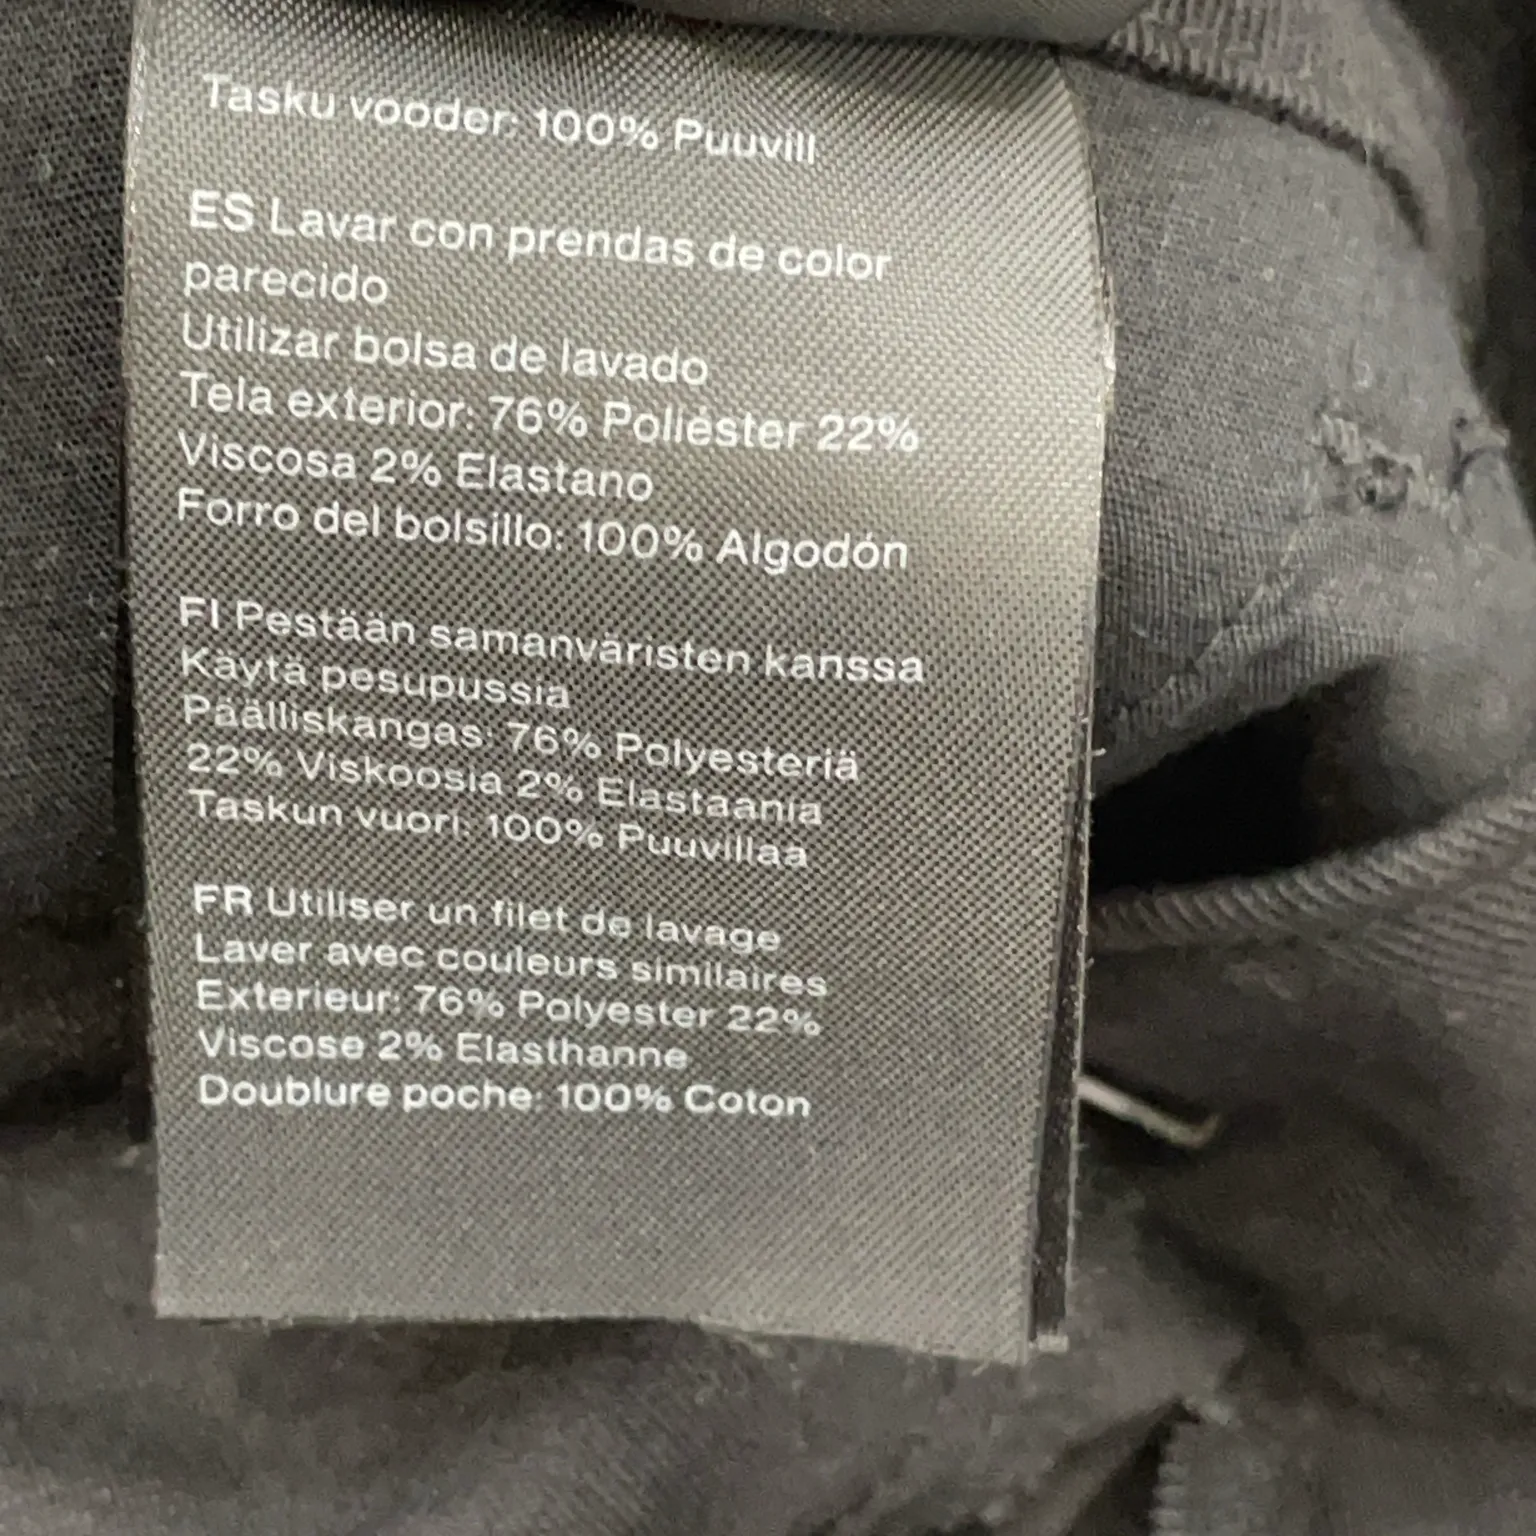 Tasku vooder: 100% Puuvill
ES Lavar con prendas de color
parecido
Utilizar bolsa de lavado
Tela exterior: 76% Poliéster 22%
Viscosa 2% Elastano
Forro del bolsillo: 100% Algodón
FI Pestään samanväristen kanssa
Käytä pesupussia
Päälliskangas: 76% Polyesteriä
22% Viskoosia 2% Elastaania
Taskun vuori: 100% Puuvillaa
FR Utiliser un filet de lavage
Laver avec couleurs similaires
Exterieur: 76% Polyester 22%
Viscose 2% Elasthanne
Doublure poche: 100% Coton